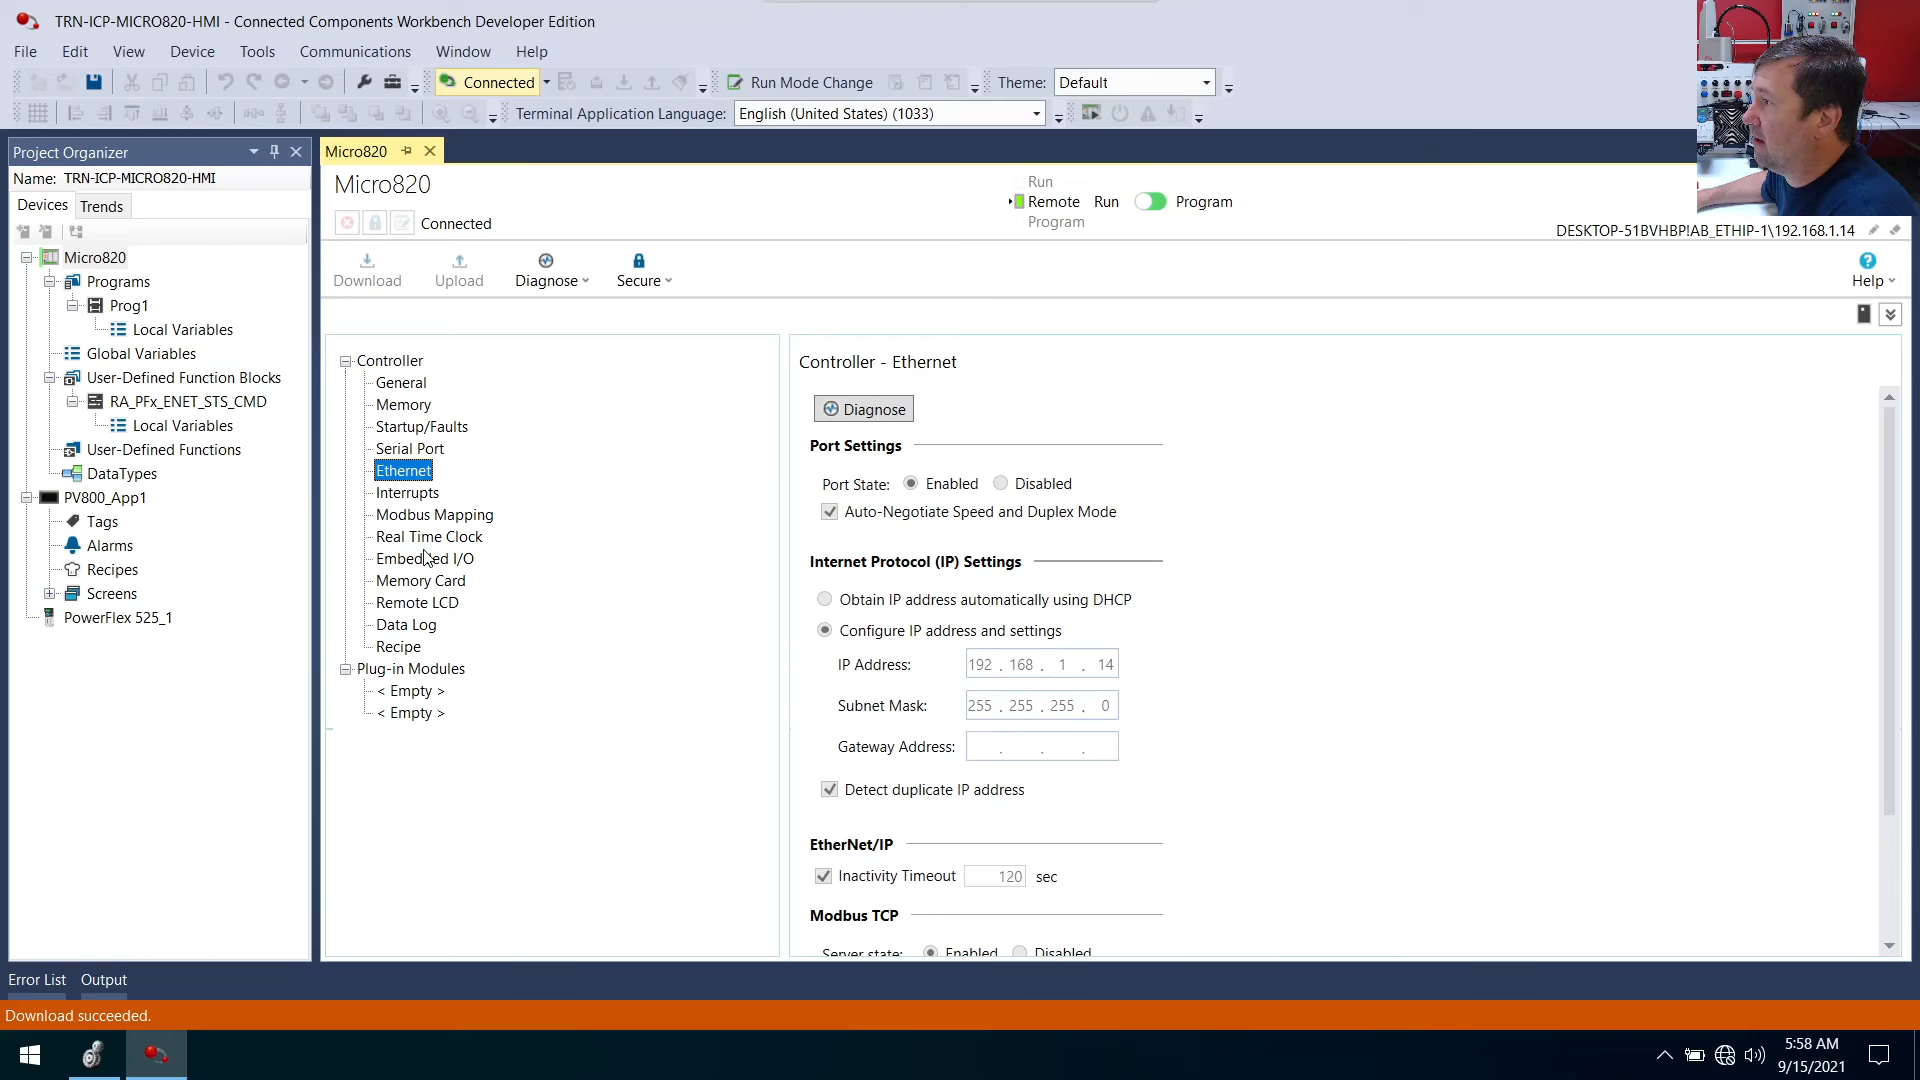 TRN-ICP-MICRO820-HMI - Connected Components Workbench Developer Edition
File Edit View Device Tools Communications Window Help
Connected Run Mode Change Theme: Default
Terminal Application Language: English (United States) (1033)
Project Organizer
Name: TRN-ICP-MICRO820-HMI
Devices Trends
Micro820
Programs
Prog1
Local Variables
Global Variables
User-Defined Function Blocks
RA_PFx_ENET_STS_CMD
Local Variables
User-Defined Functions
DataTypes
PV800_App1
Tags
Alarms
Recipes
Screens
PowerFlex 525_1
Micro820
Micro820
Connected
Run
Remote Run Program
Program
DESKTOP-51BVHBP!AB_ETHIP-1\192.168.1.14
Download Upload Diagnose Secure Help
Controller
General
Memory
Startup/Faults
Serial Port
Ethernet
Interrupts
Modbus Mapping
Real Time Clock
Embedded I/O
Memory Card
Remote LCD
Data Log
Recipe
Plug-in Modules
< Empty >
< Empty >
Controller - Ethernet
Diagnose
Port Settings
Port State: Enabled Disabled
Auto-Negotiate Speed and Duplex Mode
Internet Protocol (IP) Settings
Obtain IP address automatically using DHCP
Configure IP address and settings
IP Address: 192 . 168 . 1 . 14
Subnet Mask: 255 . 255 . 255 . 0
Gateway Address: . . .
Detect duplicate IP address
EtherNet/IP
Inactivity Timeout 120 sec
Modbus TCP
Server state: Enabled Disabled
Error List Output
Download succeeded.
5:58 AM
9/15/2021